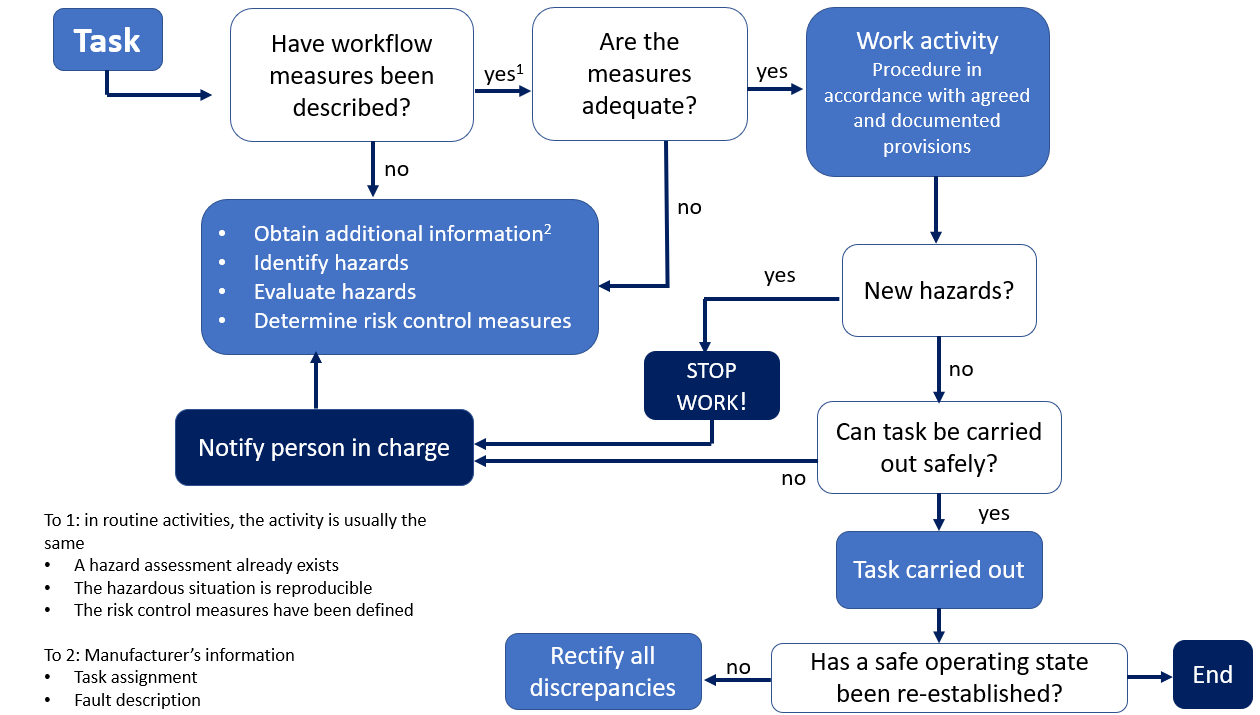 Task
Have workflow
measures been
described?
yes¹
Are the
measures
adequate?
yes
Work activity
Procedure in
accordance with agreed
and documented
provisions
no
no
• Obtain additional information²
• Identify hazards
• Evaluate hazards
• Determine risk control measures
yes
New hazards?
STOP
WORK!
no
Notify person in charge
Can task be carried
out safely?
no
yes
To 1: in routine activities, the activity is usually the
same
• A hazard assessment already exists
• The hazardous situation is reproducible
• The risk control measures have been defined
Task carried out
To 2: Manufacturer’s information
• Task assignment
• Fault description
Rectify all
discrepancies
no
Has a safe operating state
been re-established?
End